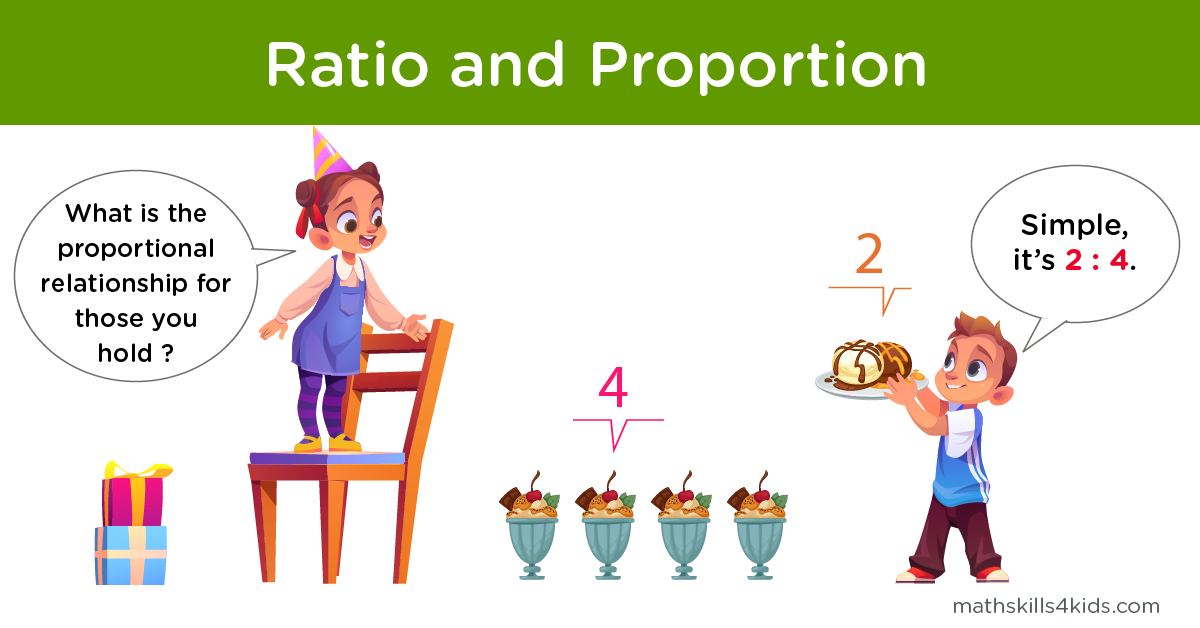 Ratio and Proportion
What is the
proportional
relationship for
those you
hold ?
4
2
Simple,
it's 2 : 4.
mathskills4kids.com